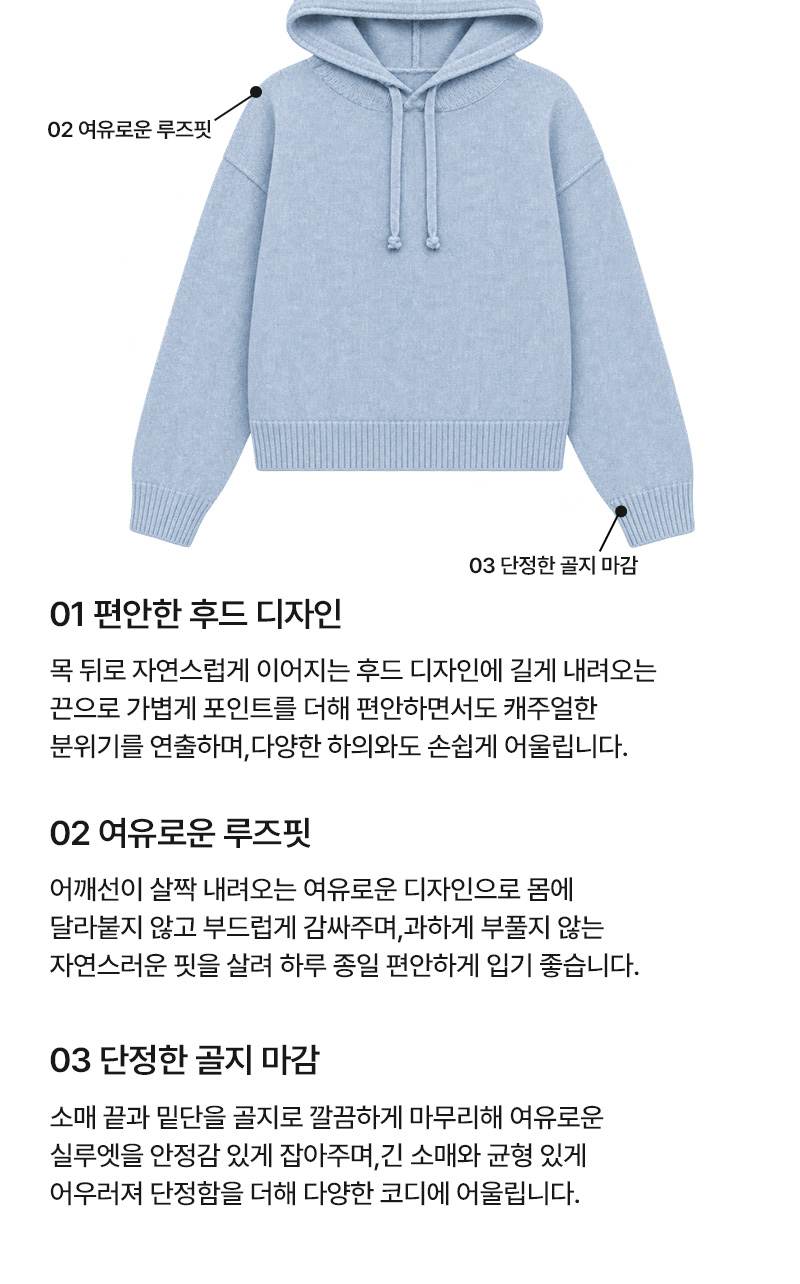 02 여유로운 루즈핏
03 단정한 골지 마감
01 편안한 후드 디자인
목 뒤로 자연스럽게 이어지는 후드 디자인에 길게 내려오는
끈으로 가볍게 포인트를 더해 편안하면서도 캐주얼한
분위기를 연출하며,다양한 하의와도 손쉽게 어울립니다.
02 여유로운 루즈핏
어깨선이 살짝 내려오는 여유로운 디자인으로 몸에
달라붙지 않고 부드럽게 감싸주며,과하게 부풀지 않는
자연스러운 핏을 살려 하루 종일 편안하게 입기 좋습니다.
03 단정한 골지 마감
소매 끝과 밑단을 골지로 깔끔하게 마무리해 여유로운
실루엣을 안정감 있게 잡아주며,긴 소매와 균형 있게
어우러져 단정함을 더해 다양한 코디에 어울립니다.